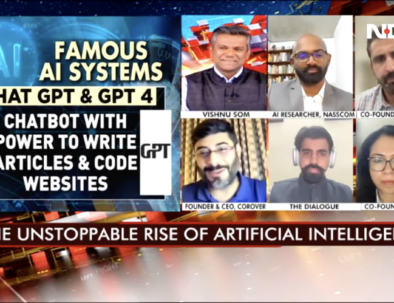 FAMOUS
AI SYSTEMS
HAT GPT & GPT 4
CHATBOT WITH
POWER TO WRITE
ARTICLES & CODE
WEBSITES
GPT
VISHNU SOM
AI RESEARCHER, NASSCOM
CO-FOUN
FOUNDER & CEO, COROVER
THE DIALOGUE
CO-FOUN
HE UNSTOPPABLE RISE OF ARTIFICIAL INTELLIGEN